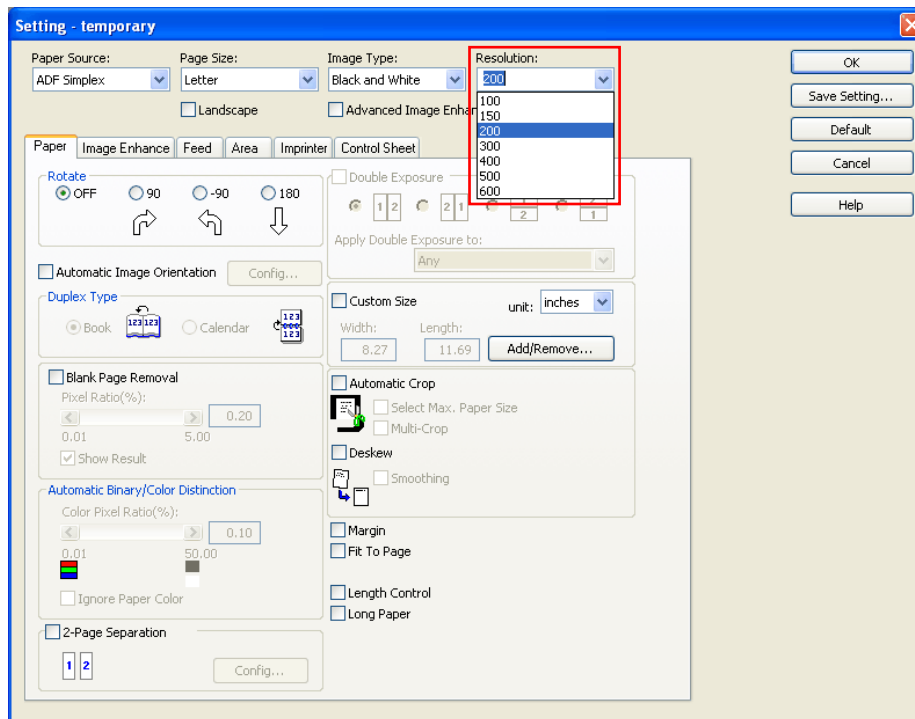 Setting - temporary
Paper Source: Page Size: Image Type: Resolution:
ADF Simplex Letter Black and White 200 OK
Landscape Advanced Image Enhan 100 Save Setting...
150
200 Default
300
400 Cancel
500
600 Help
Paper Image Enhance Feed Area Imprinter Control Sheet
Rotate
OFF 90 -90 180
Automatic Image Orientation Config...
Duplex Type
Book 123 123 Calendar 123 123
Blank Page Removal
Pixel Ratio(%):
0.20
0.01 5.00
Show Result
Automatic Binary/Color Distinction
Color Pixel Ratio(%):
0.10
0.01 50.00
Ignore Paper Color
2-Page Separation
1 2 Config...
Double Exposure
1 2 2 1 2 1
Apply Double Exposure to:
Any
Custom Size unit: inches
Width: Length:
8.27 11.69 Add/Remove...
Automatic Crop
Select Max. Paper Size
Multi-Crop
Deskew
Smoothing
Margin
Fit To Page
Length Control
Long Paper